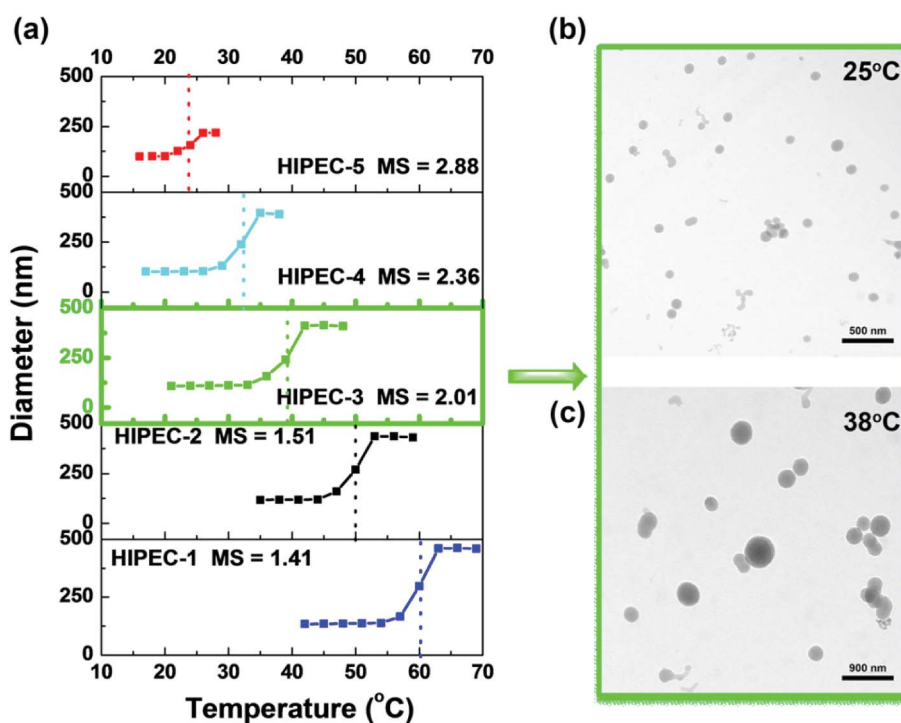 (a)
10 20 30 40 50 60 70
500
250
0
HIPEC-5 MS = 2.88
500
250
0
HIPEC-4 MS = 2.36
500
250
0
HIPEC-3 MS = 2.01
500
HIPEC-2 MS = 1.51
250
0
500
HIPEC-1 MS = 1.41
250
0
10 20 30 40 50 60 70
Diameter (nm)
Temperature (°C)
(b)
25°C
500 nm
(c)
38°C
900 nm